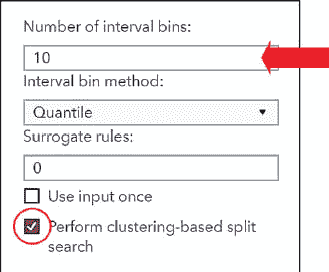 Number of interval bins:
10
Interval bin method:
Quantile
Surrogate rules:
0
Use input once
Perform clustering-based split
search